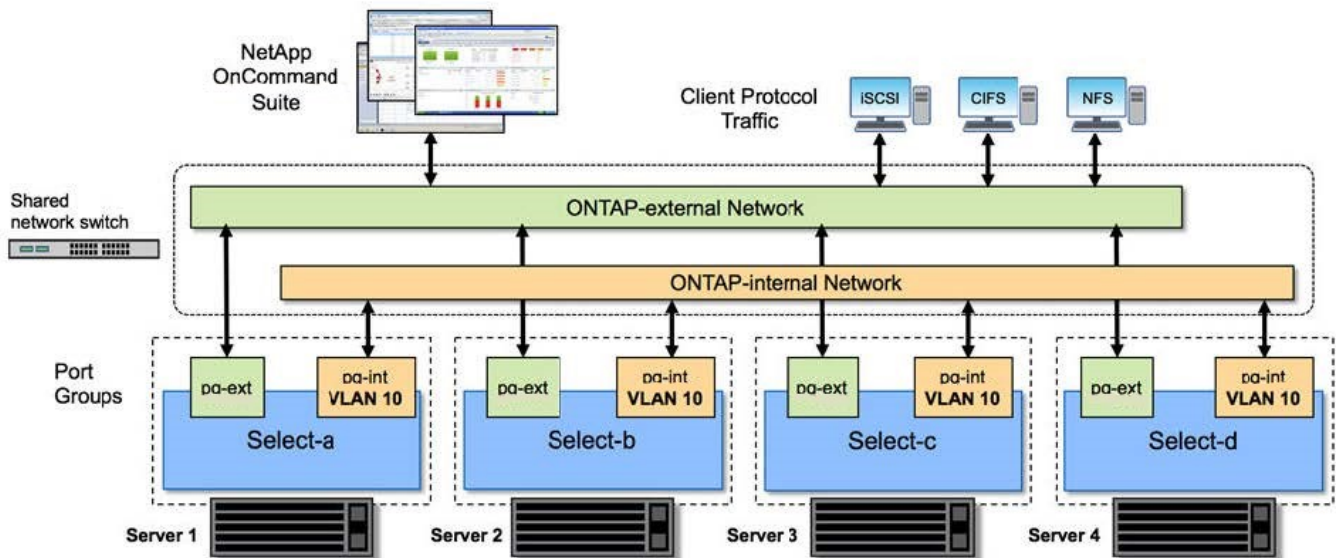 NetApp
OnCommand
Suite
Client Protocol
Traffic
iSCSI
CIFS
NFS
Shared
network switch
ONTAP-external Network
ONTAP-internal Network
Port
Groups
pg-ext
pg-int
VLAN 10
Select-a
pg-ext
pg-int
VLAN 10
Select-b
pg-ext
pg-int
VLAN 10
Select-c
pg-ext
pg-int
VLAN 10
Select-d
Server 1
Server 2
Server 3
Server 4